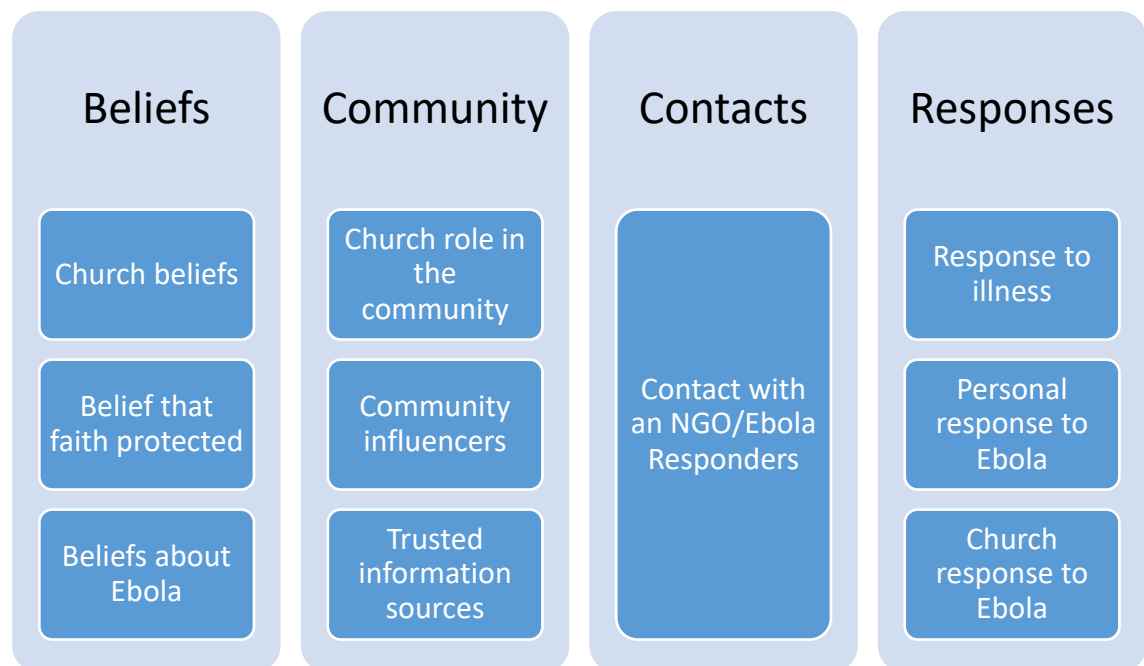 Beliefs
Church beliefs
Belief that
faith protected
Beliefs about
Ebola
Community
Church role in
the
community
Community
influencers
Trusted
information
sources
Contacts
Contact with
an NGO/Ebola
Responders
Responses
Response to
illness
Personal
response to
Ebola
Church
response to
Ebola